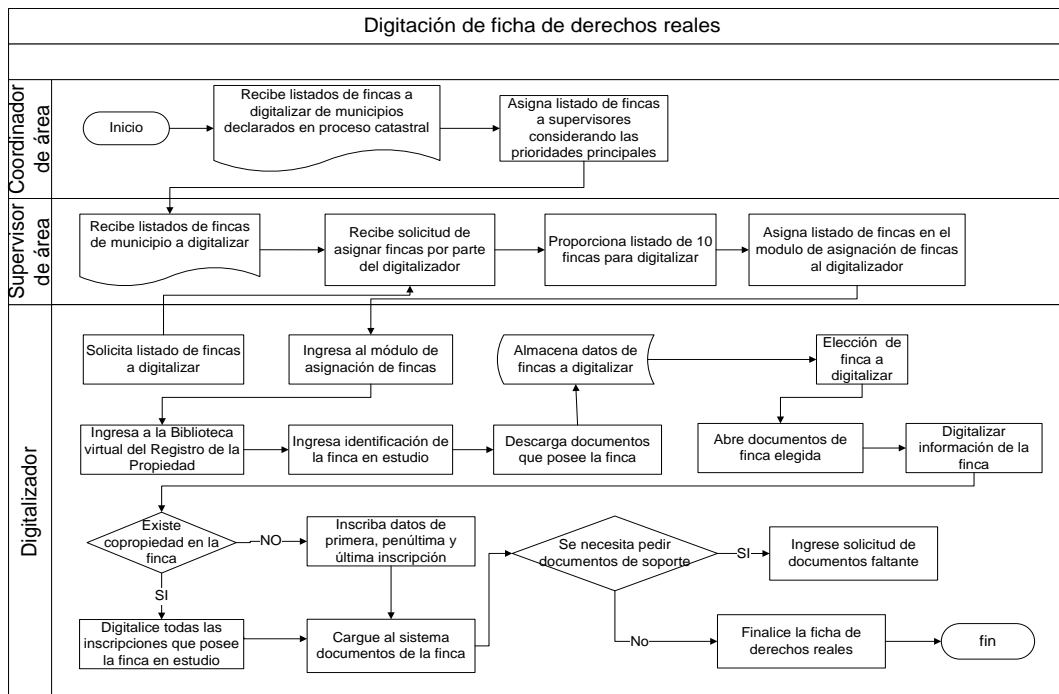 Digitación de ficha de derechos reales
Coordinador
de área
Inicio
Recibe listados de fincas a
digitalizar de municipios
declarados en proceso catastral
Asigna listado de fincas
a supervisores
considerando las
prioridades principales
Supervisor
de área
Recibe listados de fincas
de municipio a digitalizar
Recibe solicitud de
asignar fincas por parte
del digitalizador
Proporciona listado de 10
fincas para digitalizar
Asigna listado de fincas en el
modulo de asignación de fincas
al digitalizador
Digitalizador
Solicita listado de fincas
a digitalizar
Ingresa al módulo de
asignación de fincas
Almacena datos de
fincas a digitalizar
Elección de
finca a
digitalizar
Ingresa a la Biblioteca
virtual del Registro de la
Propiedad
Ingresa identificación de
la finca en estudio
Descarga documentos
que posee la finca
Abre documentos de
finca elegida
Digitalizar
información de la
finca
Existe
copropiedad en la
finca
NO
Inscriba datos de
primera, penúltima y
última inscripción
Se necesita pedir
documentos de soporte
SI
Ingrese solicitud de
documentos faltante
SI
Digitalice todas las
inscripciones que posee
la finca en estudio
Cargue al sistema
documentos de la finca
No
Finalice la ficha de
derechos reales
fin